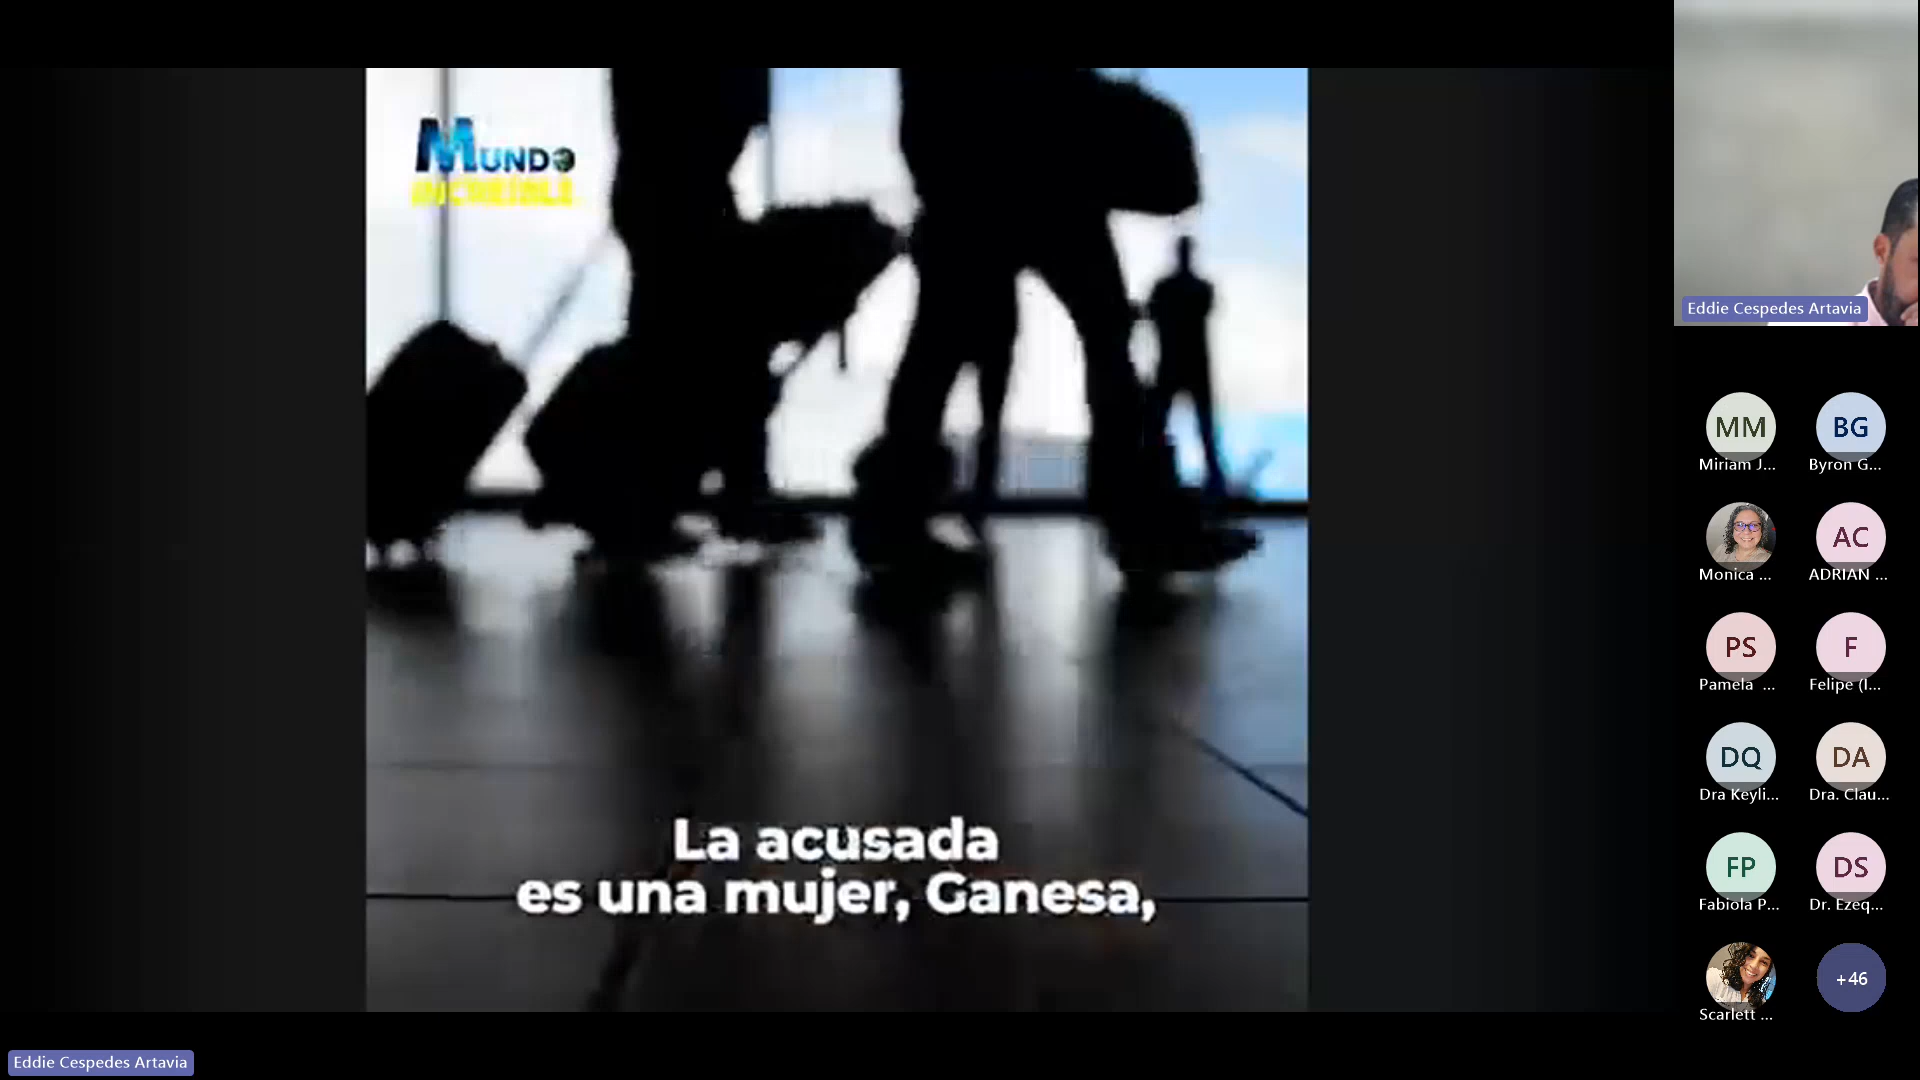 MUNDO
INCREÍBLE
La acusada
es una mujer, Ganesa,
Eddie Cespedes Artavia
MM
Miriam J...
BG
Byron G...
Monica ...
AC
ADRIAN ...
PS
Pamela ...
F
Felipe (I...
DQ
Dra Keyli...
DA
Dra. Clau...
FP
Fabiola P...
DS
Dr. Ezeq...
Scarlett ...
+46
Eddie Cespedes Artavia